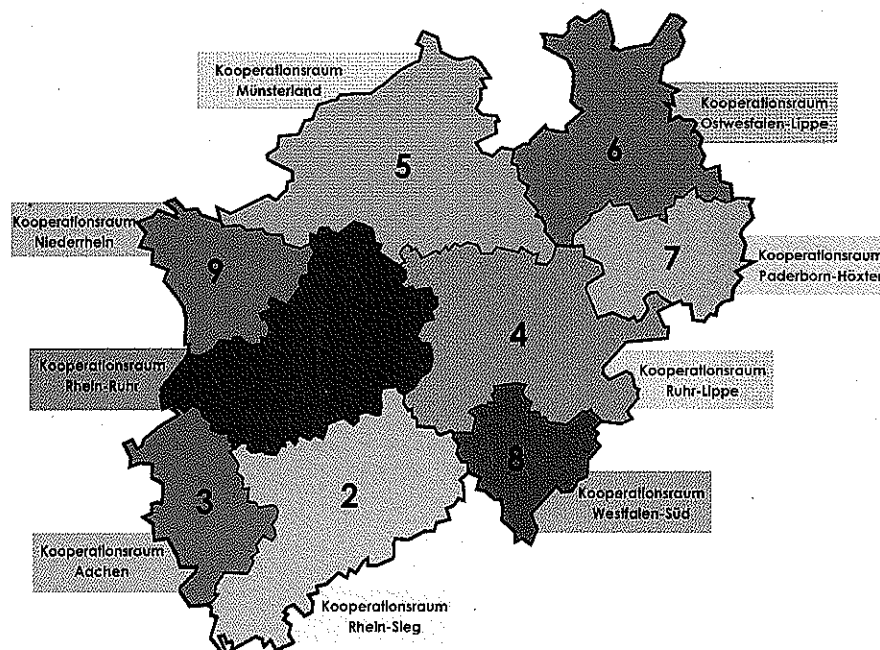 Kooperationsraum
Münsterland
Kooperationsraum
Ostwestfalen-Lippe
6
5
Kooperationsraum
Niederrhein
9
7
Kooperationsraum
Paderborn-Höxter
4
Kooperationsraum
Rhein-Ruhr
Kooperationsraum
Ruhr-Lippe
8
2
3
Kooperationsraum
Westfalen-Süd
Kooperationsraum
Aachen
Kooperationsraum
Rhein-Sieg